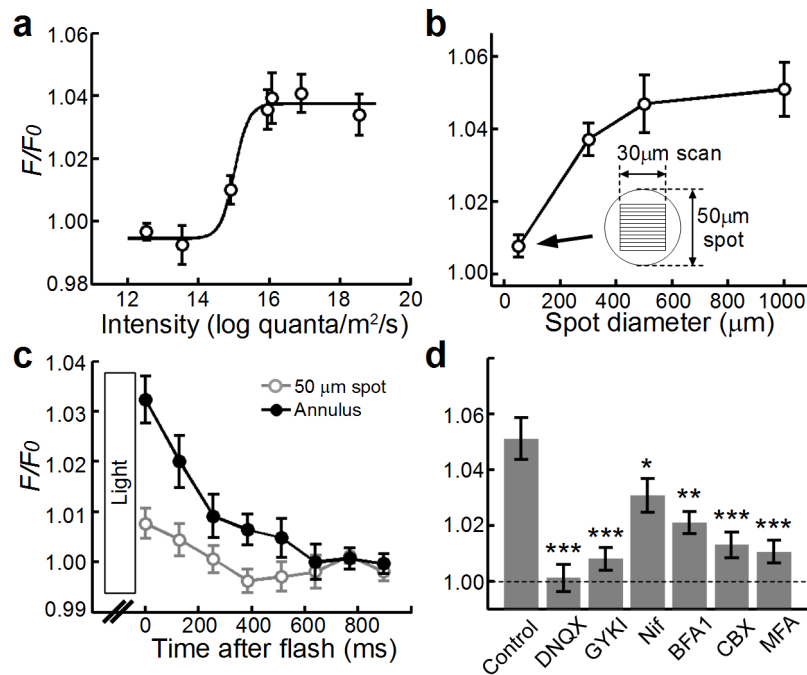 a
1.06
1.04
1.02
1.00
0.98
F/F0
12
14
16
18
20
Intensity (log quanta/m²/s)
b
1.06
1.04
1.02
1.00
30μm scan
50μm
spot
0
200
400
600
800
1000
Spot diameter (μm)
c
1.04
1.03
1.02
1.01
1.00
0.99
F/F0
Light
50 μm spot
Annulus
0
200
400
600
800
Time after flash (ms)
d
1.06
1.04
1.02
1.00
***
***
*
**
***
***
Control
DNQX
GYKI
Nif
BFA1
CBX
MFA